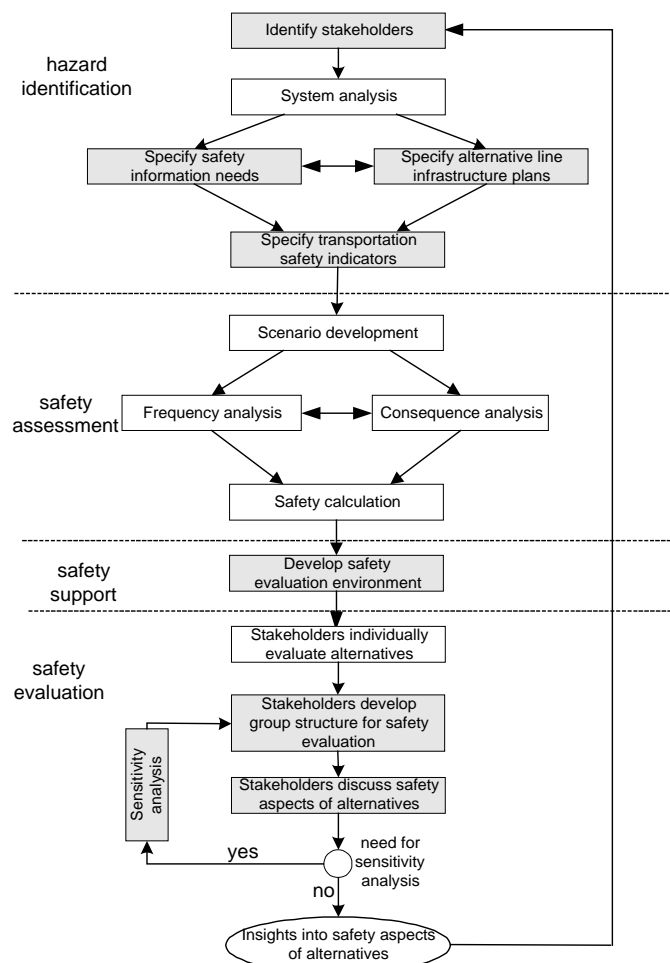 Identify stakeholders
hazard
identification
System analysis
Specify safety
information needs
Specify alternative line
infrastructure plans
Specify transportation
safety indicators
Scenario development
safety
assessment
Frequency analysis
Consequence analysis
Safety calculation
safety
support
Develop safety
evaluation environment
Stakeholders individually
evaluate alternatives
safety
evaluation
Stakeholders develop
group structure for safety
evaluation
Sensitivity
analysis
Stakeholders discuss safety
aspects of alternatives
need for
sensitivity
analysis
yes
no
Insights into safety aspects
of alternatives